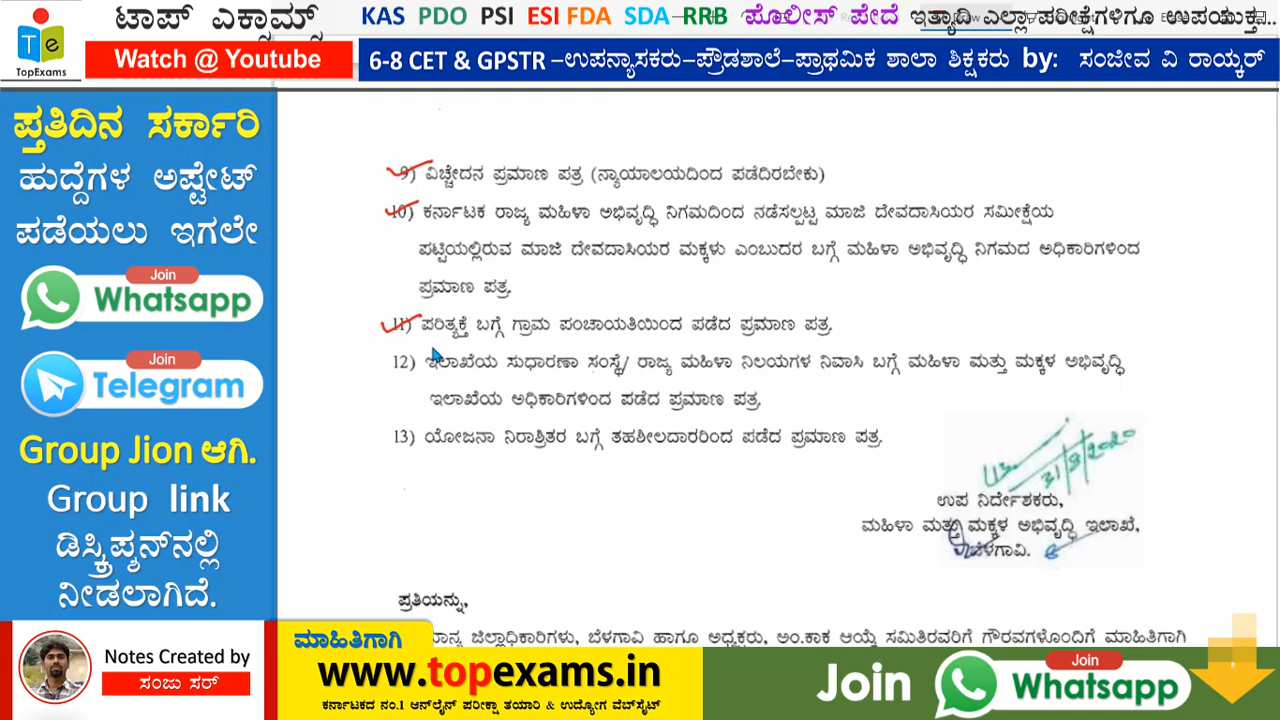 ಟಾಪ್ ಎಕ್ಸಾಮ್ಸ್
KAS PDO PSI ESI FDA SDA RRB ಪೊಲೀಸ್ ಪೇದೆ ಇತ್ಯಾದಿ ಎಲ್ಲಾ ಪರೀಕ್ಷೆಗಳಿಗೂ ಉಪಯುಕ್ತ...
TopExams
Watch @ Youtube
6-8 CET & GPSTR –ಉಪನ್ಯಾಸಕರು–ಪ್ರೌಢಶಾಲೆ–ಪ್ರಾಥಮಿಕ ಶಾಲಾ ಶಿಕ್ಷಕರು by: ಸಂಜೀವ ವಿ ರಾಯ್ಕರ್
ಪ್ರತಿದಿನ ಸರ್ಕಾರಿ
ಹುದ್ದೆಗಳ ಅಪ್ಡೇಟ್
ಪಡೆಯಲು ಇಗಲೇ
Join
Whatsapp
Join
Telegram
Group Jion ಆಗಿ.
Group link
ಡಿಸ್ಕ್ರಿಪ್ಶನ್‌ನಲ್ಲಿ
ನೀಡಲಾಗಿದೆ.
9) ವಿಚ್ಛೇದನ ಪ್ರಮಾಣ ಪತ್ರ (ನ್ಯಾಯಾಲಯದಿಂದ ಪಡೆದಿರಬೇಕು)
10) ಕರ್ನಾಟಕ ರಾಜ್ಯ ಮಹಿಳಾ ಅಭಿವೃದ್ಧಿ ನಿಗಮದಿಂದ ನಡೆಸಲ್ಪಟ್ಟ ಮಾಜಿ ದೇವದಾಸಿಯರ ಸಮೀಕ್ಷೆಯ
ಪಟ್ಟಿಯಲ್ಲಿರುವ ಮಾಜಿ ದೇವದಾಸಿಯರ ಮಕ್ಕಳು ಎಂಬುದರ ಬಗ್ಗೆ ಮಹಿಳಾ ಅಭಿವೃದ್ಧಿ ನಿಗಮದ ಅಧಿಕಾರಿಗಳಿಂದ
ಪ್ರಮಾಣ ಪತ್ರ.
11) ಪರಿತ್ಯಕ್ತೆ ಬಗ್ಗೆ ಗ್ರಾಮ ಪಂಚಾಯತಿಯಿಂದ ಪಡೆದ ಪ್ರಮಾಣ ಪತ್ರ.
12) ಇಲಾಖೆಯ ಸುಧಾರಣಾ ಸಂಸ್ಥೆ/ ರಾಜ್ಯ ಮಹಿಳಾ ನಿಲಯಗಳ ನಿವಾಸಿ ಬಗ್ಗೆ ಮಹಿಳಾ ಮತ್ತು ಮಕ್ಕಳ ಅಭಿವೃದ್ಧಿ
ಇಲಾಖೆಯ ಅಧಿಕಾರಿಗಳಿಂದ ಪಡೆದ ಪ್ರಮಾಣ ಪತ್ರ.
13) ಯೋಜನಾ ನಿರಾಶ್ರಿತರ ಬಗ್ಗೆ ತಹಶೀಲದಾರರಿಂದ ಪಡೆದ ಪ್ರಮಾಣ ಪತ್ರ.
31/8/2020
ಉಪ ನಿರ್ದೇಶಕರು,
ಮಹಿಳಾ ಮತ್ತು ಮಕ್ಕಳ ಅಭಿವೃದ್ಧಿ ಇಲಾಖೆ,
ಬೆಳಗಾವಿ.
ಪ್ರತಿಯನ್ನು,
ಮಾನ್ಯ ಜಿಲ್ಲಾಧಿಕಾರಿಗಳು, ಬೆಳಗಾವಿ ಹಾಗೂ ಅಧ್ಯಕ್ಷರು, ಅಂ.ಕಾಕ ಆಯ್ಕೆ ಸಮಿತಿರವರಿಗೆ ಗೌರವಗಳೊಂದಿಗೆ ಮಾಹಿತಿಗಾಗಿ
Notes Created by
ಸಂಜು ಸರ್
ಮಾಹಿತಿಗಾಗಿ
www.topexams.in
ಕರ್ನಾಟಕದ ನಂ.1 ಆನ್‌ಲೈನ್ ಪರೀಕ್ಷಾ ತಯಾರಿ & ಉದ್ಯೋಗ ವೆಬ್‌ಸೈಟ್
Join
Join
Whatsapp